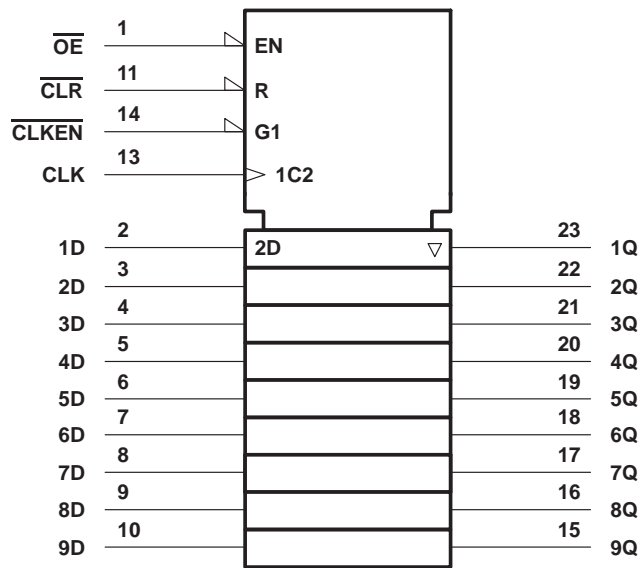 OE 1 EN
CLR 11 R
CLKEN 14 G1
CLK 13 1C2
1D 2 2D 23 1Q
2D 3 22 2Q
3D 4 21 3Q
4D 5 20 4Q
5D 6 19 5Q
6D 7 18 6Q
7D 8 17 7Q
8D 9 16 8Q
9D 10 15 9Q